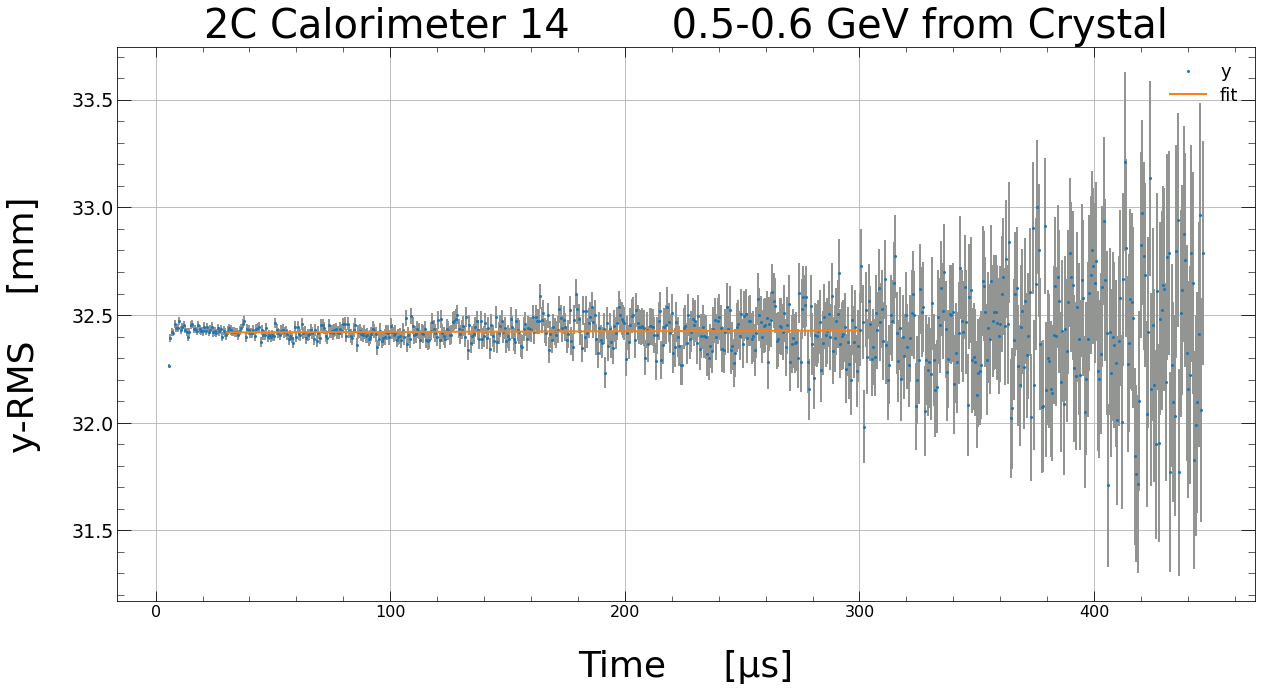 2C Calorimeter 14 0.5-0.6 GeV from Crystal
y
fit
33.5
33.0
32.5
32.0
31.5
y-RMS [mm]
0 100 200 300 400
Time [μs]